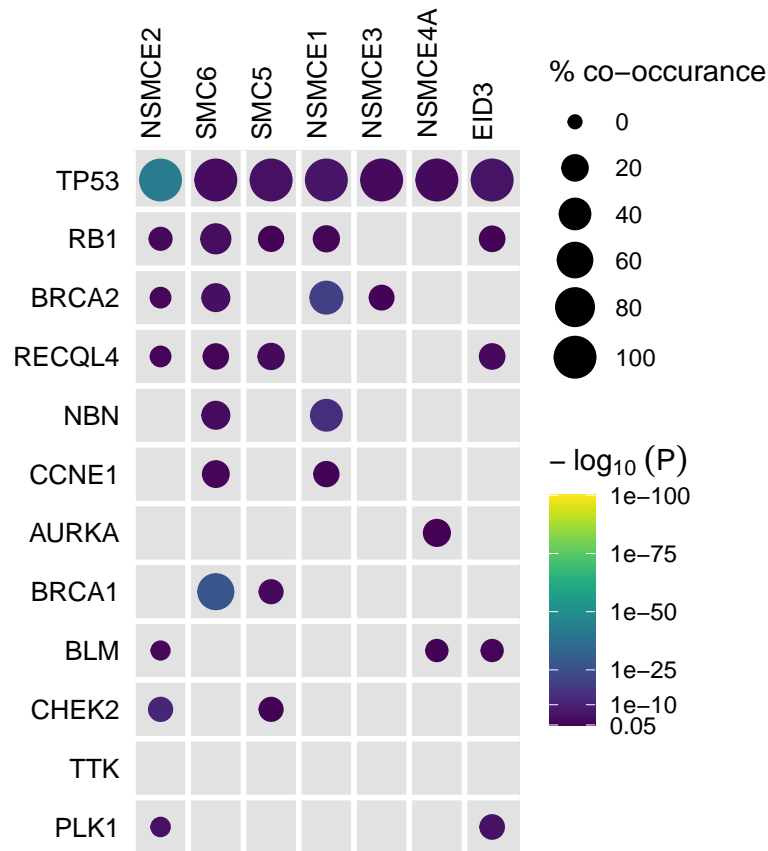 NSMCE2
SMC6
SMC5
NSMCE1
NSMCE3
NSMCE4A
EID3
TP53
RB1
BRCA2
RECQL4
NBN
CCNE1
AURKA
BRCA1
BLM
CHEK2
TTK
PLK1
% co−occurance
0
20
40
60
80
100
− log₁₀ (P)
1e−100
1e−75
1e−50
1e−25
1e−10
0.05